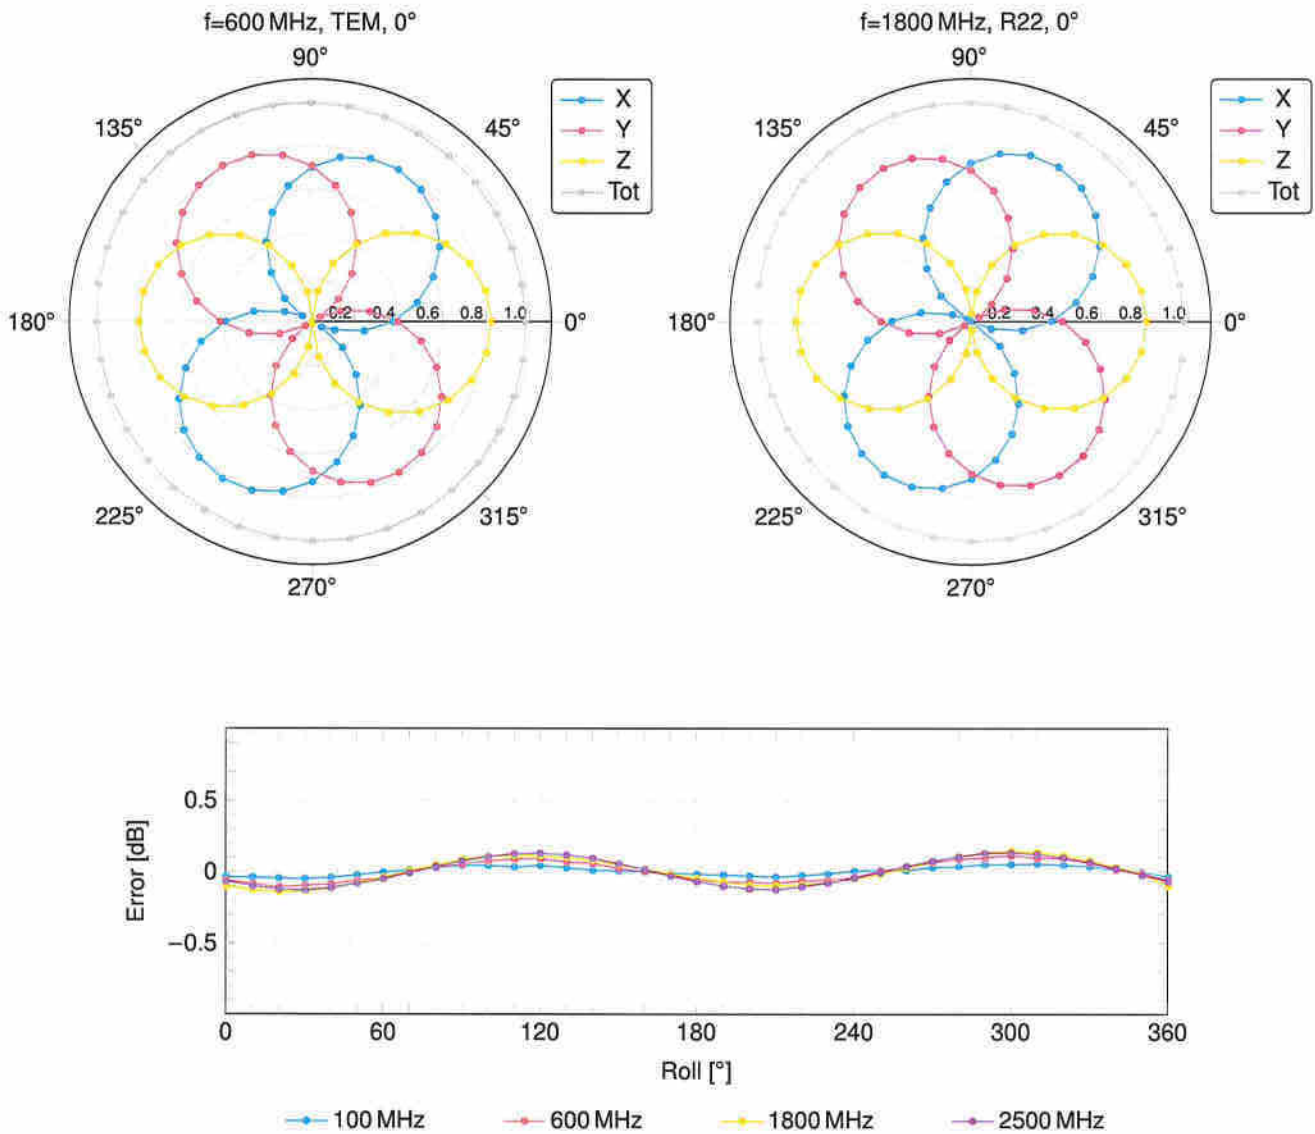 f=600 MHz, TEM, 0°
f=1800 MHz, R22, 0°
90°
90°
135°
45°
X
Y
Z
Tot
135°
45°
X
Y
Z
Tot
180°
0.2 0.4 0.6 0.8 1.0
0°
180°
0.2 0.4 0.6 0.8 1.0
0°
225°
315°
225°
315°
270°
270°
0.5
0
−0.5
Error [dB]
0 60 120 180 240 300 360
Roll [°]
100 MHz 600 MHz 1800 MHz 2500 MHz